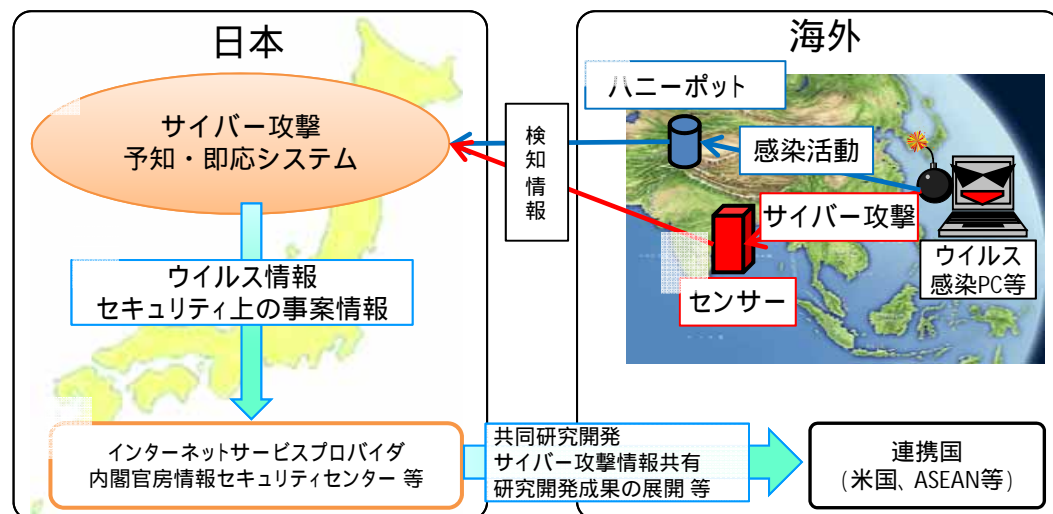 日本
サイバー攻撃
予知・即応システム
ウイルス情報
セキュリティ上の事案情報
インターネットサービスプロバイダ
内閣官房情報セキュリティセンター 等
検知情報
海外
ハニーポット
感染活動
サイバー攻撃
センサー
ウイルス
感染PC等
共同研究開発
サイバー攻撃情報共有
研究開発成果の展開 等
連携国
(米国、ASEAN等)